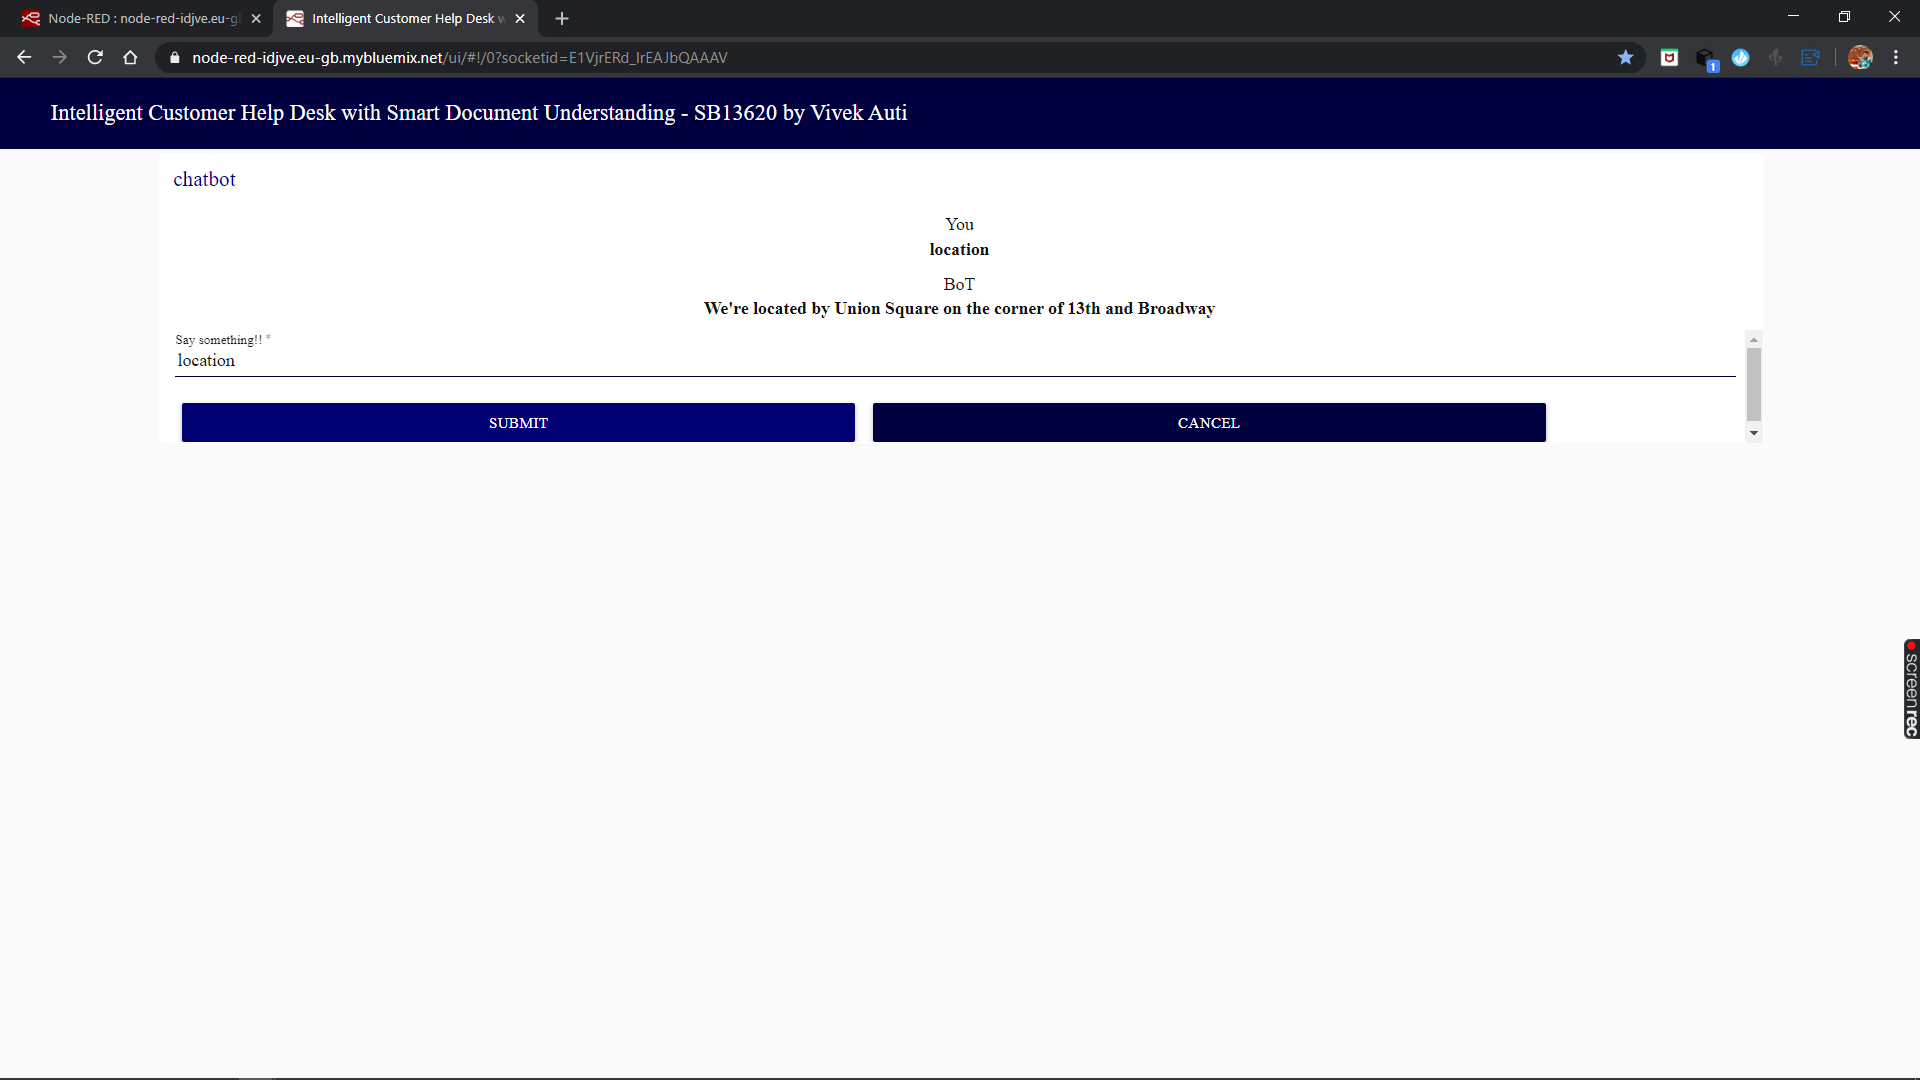 Node-RED : node-red-idjve.eu-g
Intelligent Customer Help Desk w
node-red-idjve.eu-gb.mybluemix.net/ui/#!/0?socketid=E1VjrERd_IrEAJbQAAAV
1
Intelligent Customer Help Desk with Smart Document Understanding - SB13620 by Vivek Auti
chatbot
You
location
BoT
We're located by Union Square on the corner of 13th and Broadway
Say something!! *
location
SUBMIT
CANCEL
screenrec